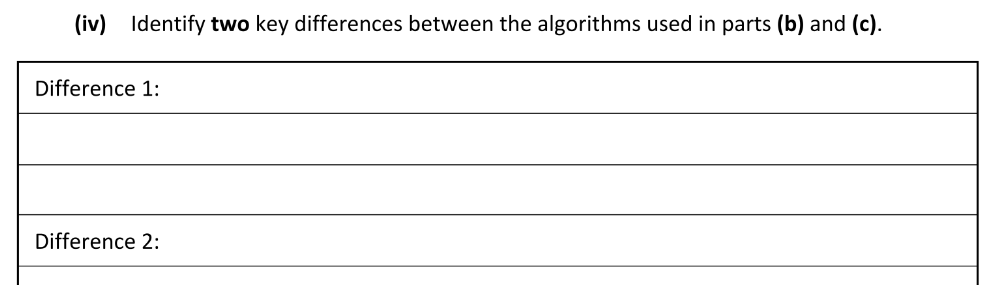 (iv) Identify two key differences between the algorithms used in parts (b) and (c).
Difference 1:
Difference 2: